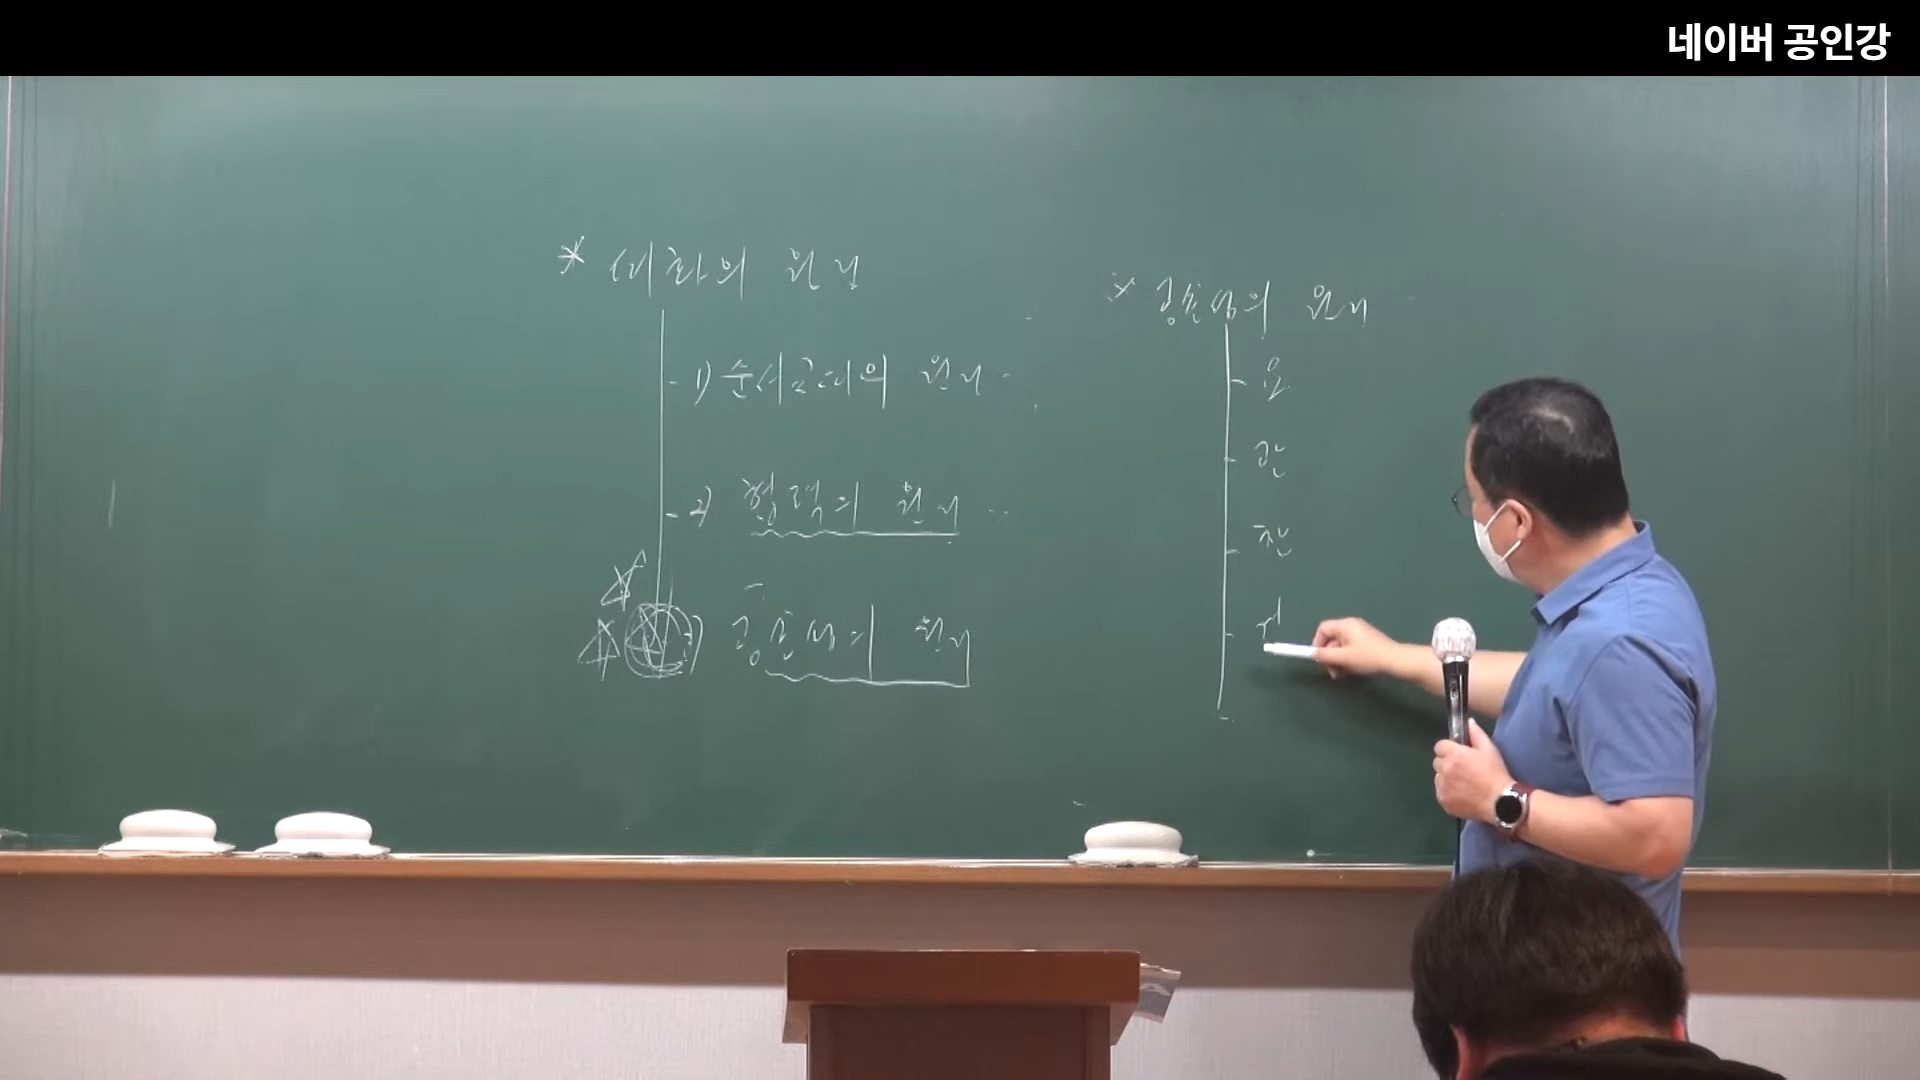 네이버 공인강
* 대화의 원리
1) 순서교대의 원리
2) 협력의 원리
3) 공손성의 원리
※ 공손성의 원리
요
관
찬
겸